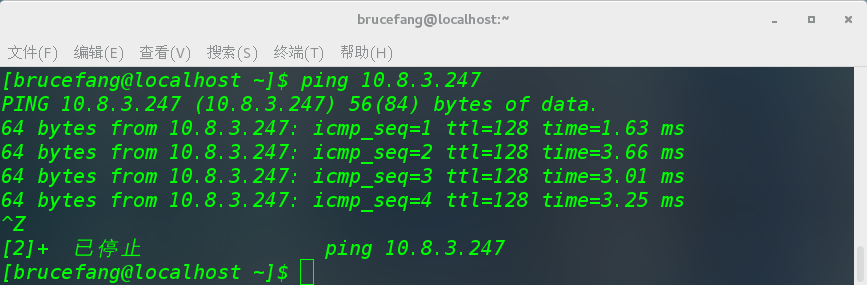 brucefang@localhost:~
文件(F) 编辑(E) 查看(V) 搜索(S) 终端(T) 帮助(H)
[brucefang@localhost ~]$ ping 10.8.3.247
PING 10.8.3.247 (10.8.3.247) 56(84) bytes of data.
64 bytes from 10.8.3.247: icmp_seq=1 ttl=128 time=1.63 ms
64 bytes from 10.8.3.247: icmp_seq=2 ttl=128 time=3.66 ms
64 bytes from 10.8.3.247: icmp_seq=3 ttl=128 time=3.01 ms
64 bytes from 10.8.3.247: icmp_seq=4 ttl=128 time=3.25 ms
^Z
[2]+  已停止               ping 10.8.3.247
[brucefang@localhost ~]$